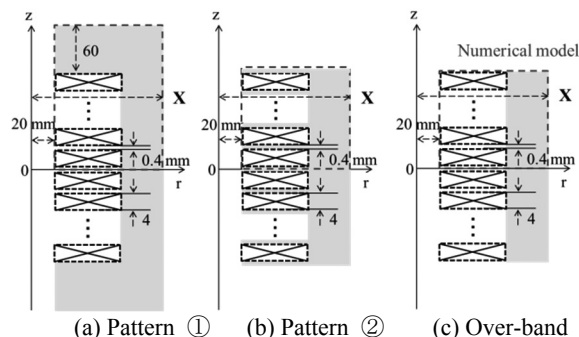 z
60
X
20 mm
0.4 mm
0
r
4
(a) Pattern ①
z
X
20 mm
0.4 mm
0
r
4
(b) Pattern ②
z
Numerical model
X
20 mm
0.4 mm
0
r
4
(c) Over-band